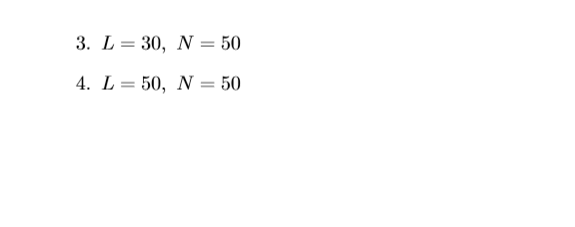 3. L = 30, N = 50
4. L = 50, N = 50